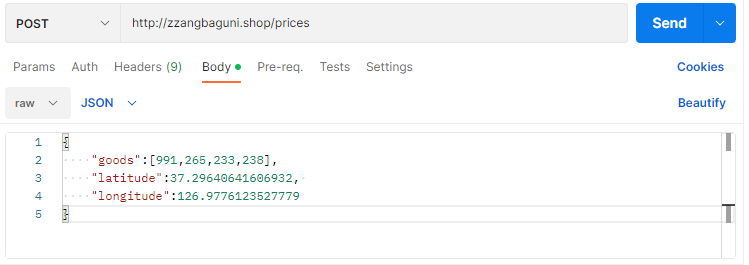 POST http://zzangbaguni.shop/prices Send
Params Auth Headers (9) Body Pre-req. Tests Settings Cookies
raw JSON Beautify
1 {
2 "goods":[991,265,233,238],
3 "latitude":37.29640641606932,
4 "longitude":126.9776123527779
5 }